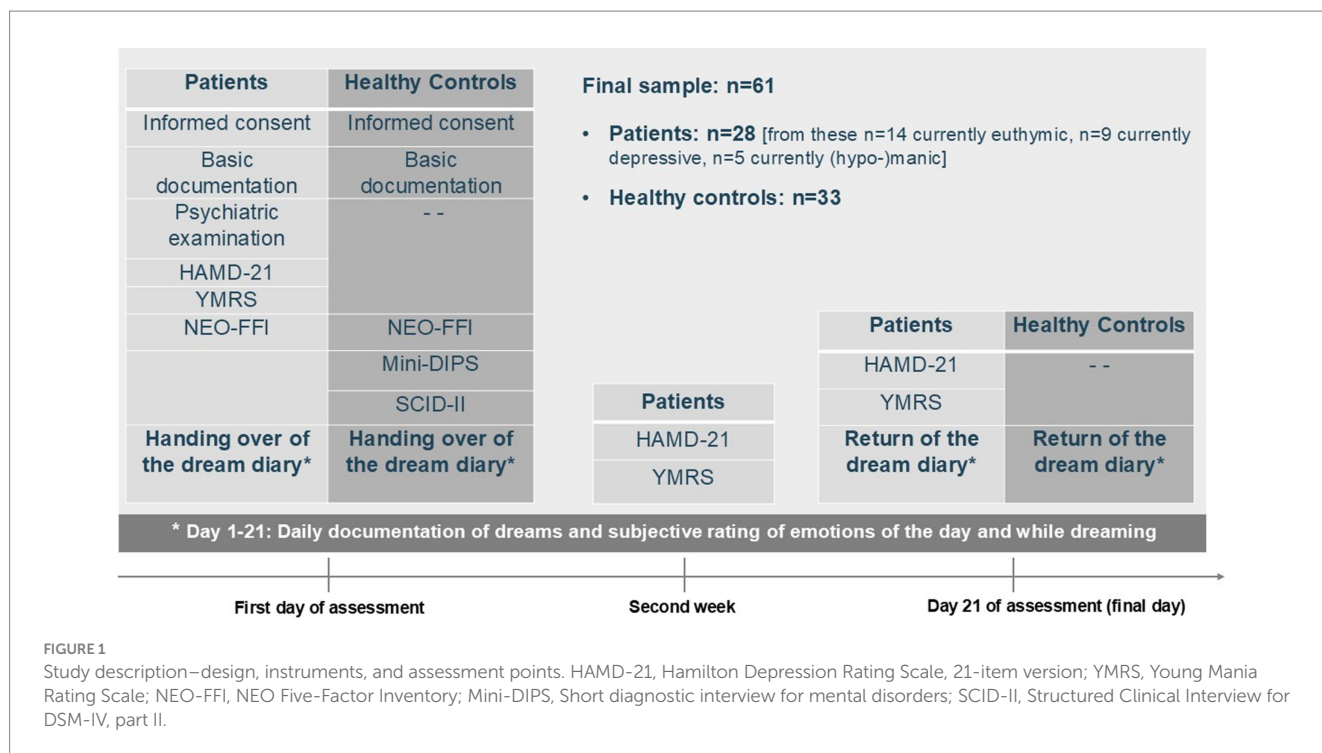 Patients Healthy Controls
Informed consent Informed consent
Basic documentation Basic documentation
Psychiatric examination - -
HAMD-21
YMRS
NEO-FFI NEO-FFI
Mini-DIPS
SCID-II
Handing over of the dream diary* Handing over of the dream diary*
Final sample: n=61
• Patients: n=28 [from these n=14 currently euthymic, n=9 currently
depressive, n=5 currently (hypo-)manic]
• Healthy controls: n=33
Patients
HAMD-21
YMRS
Patients Healthy Controls
HAMD-21 - -
YMRS
Return of the dream diary* Return of the dream diary*
* Day 1-21: Daily documentation of dreams and subjective rating of emotions of the day and while dreaming
First day of assessment Second week Day 21 of assessment (final day)
FIGURE 1
Study description–design, instruments, and assessment points. HAMD-21, Hamilton Depression Rating Scale, 21-item version; YMRS, Young Mania
Rating Scale; NEO-FFI, NEO Five-Factor Inventory; Mini-DIPS, Short diagnostic interview for mental disorders; SCID-II, Structured Clinical Interview for
DSM-IV, part II.